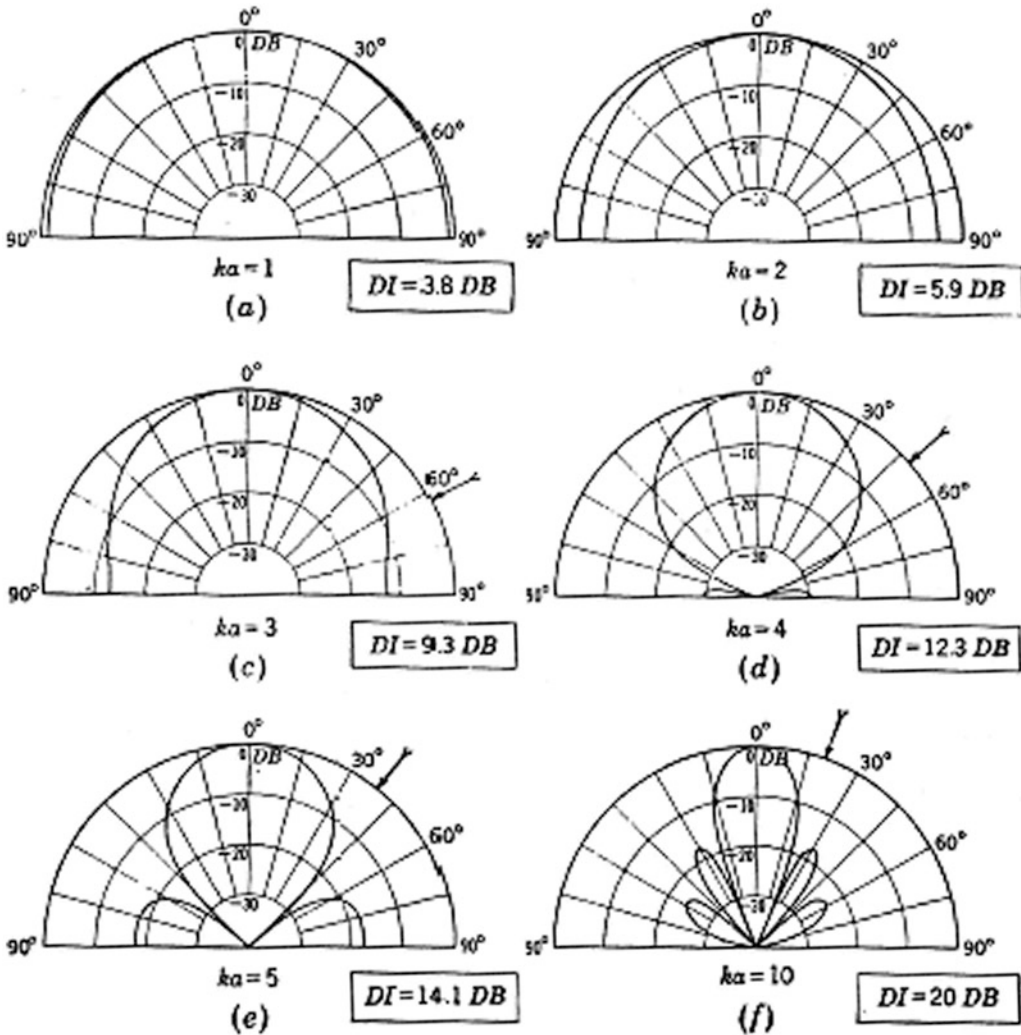 0°
0 DB
30°
-10
60°
-20
-30
90°
90°
ka=1
DI=3.8 DB
(a)
0°
0 DB
30°
-10
60°
-20
-10
90°
90°
ka=2
DI=5.9 DB
(b)
0°
0 DB
30°
-10
60°
-20
-30
90°
90°
ka=3
DI=9.3 DB
(c)
0°
0 DB
30°
-10
60°
-20
-30
90°
90°
ka=4
DI=12.3 DB
(d)
0°
0 DB
30°
-10
60°
-20
-30
90°
90°
ka=5
DI=14.1 DB
(e)
0°
0 DB
30°
-10
60°
-20
-30
90°
90°
ka=10
DI=20 DB
(f)